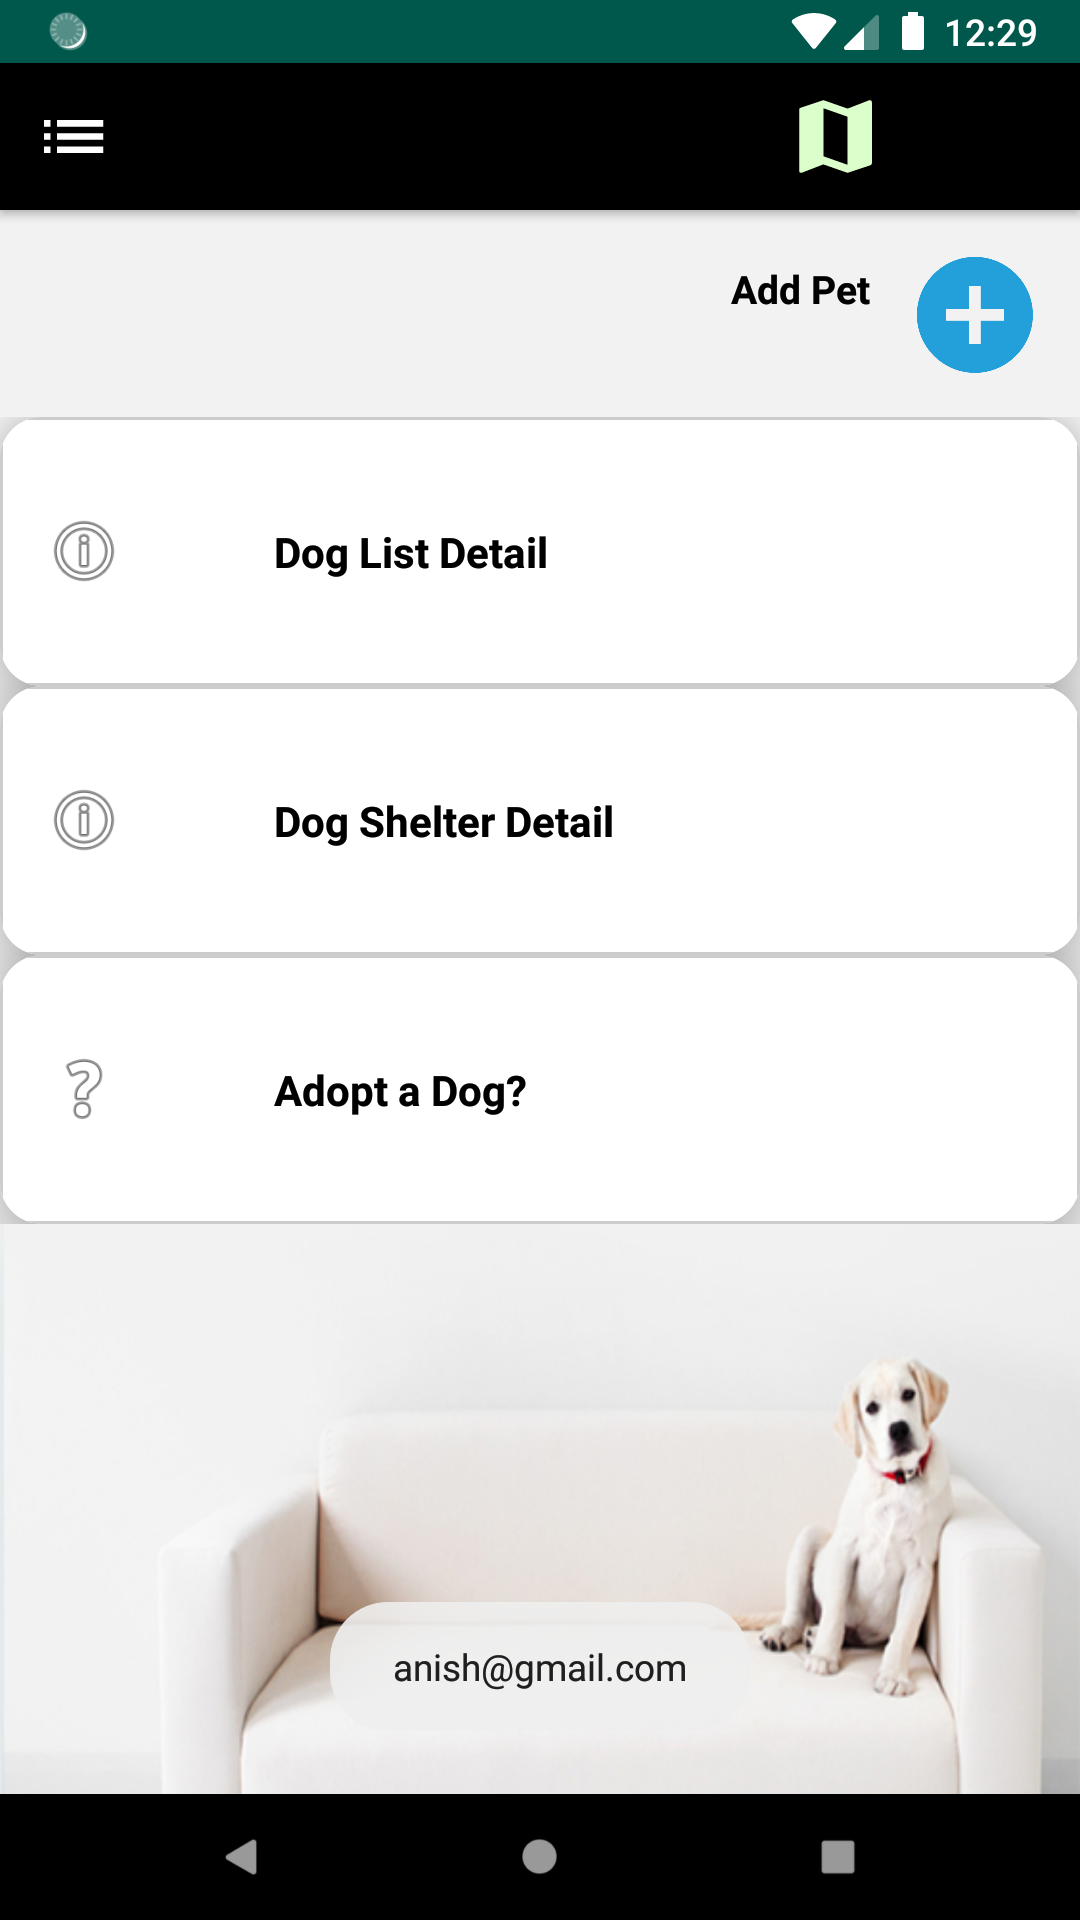 12:29
Add Pet
Dog List Detail
Dog Shelter Detail
Adopt a Dog?
anish@gmail.com